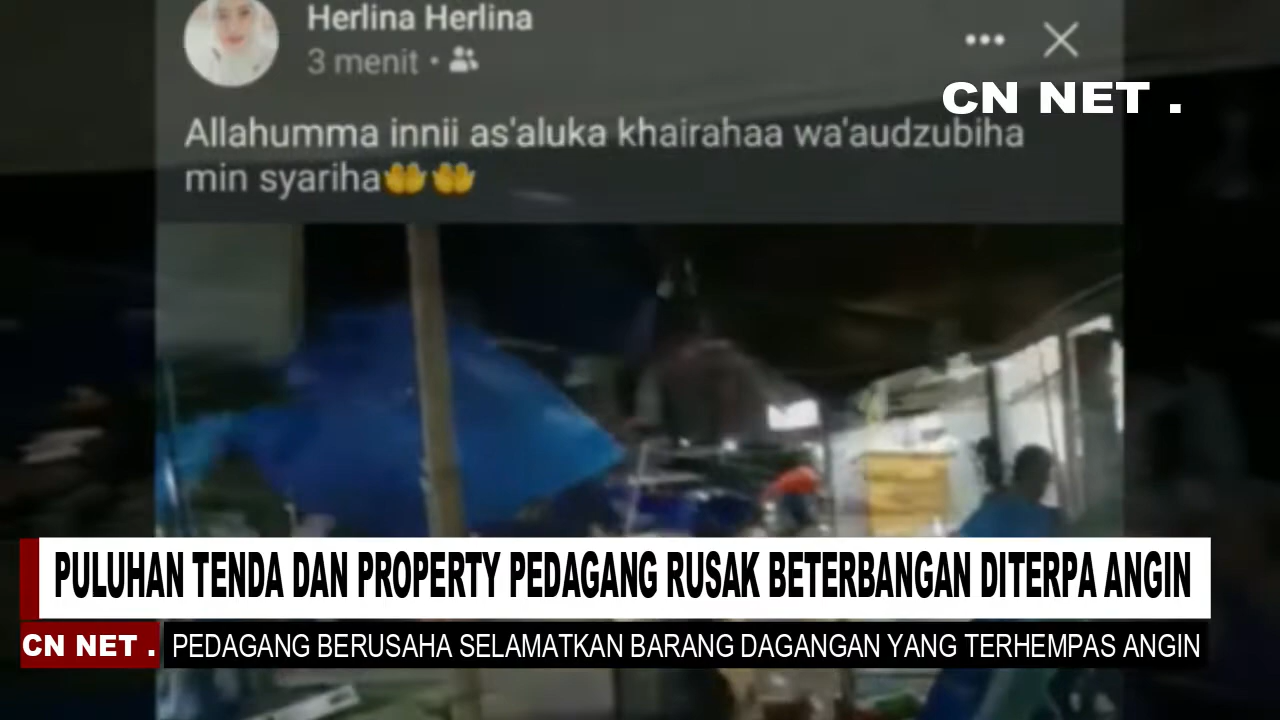 Herlina Herlina
3 menit •
CN NET .
Allahumma innii as'aluka khairahaa wa'audzubiha
min syariha🤲🤲
PULUHAN TENDA DAN PROPERTY PEDAGANG RUSAK BETERBANGAN DITERPA ANGIN
CN NET . PEDAGANG BERUSAHA SELAMATKAN BARANG DAGANGAN YANG TERHEMPAS ANGIN